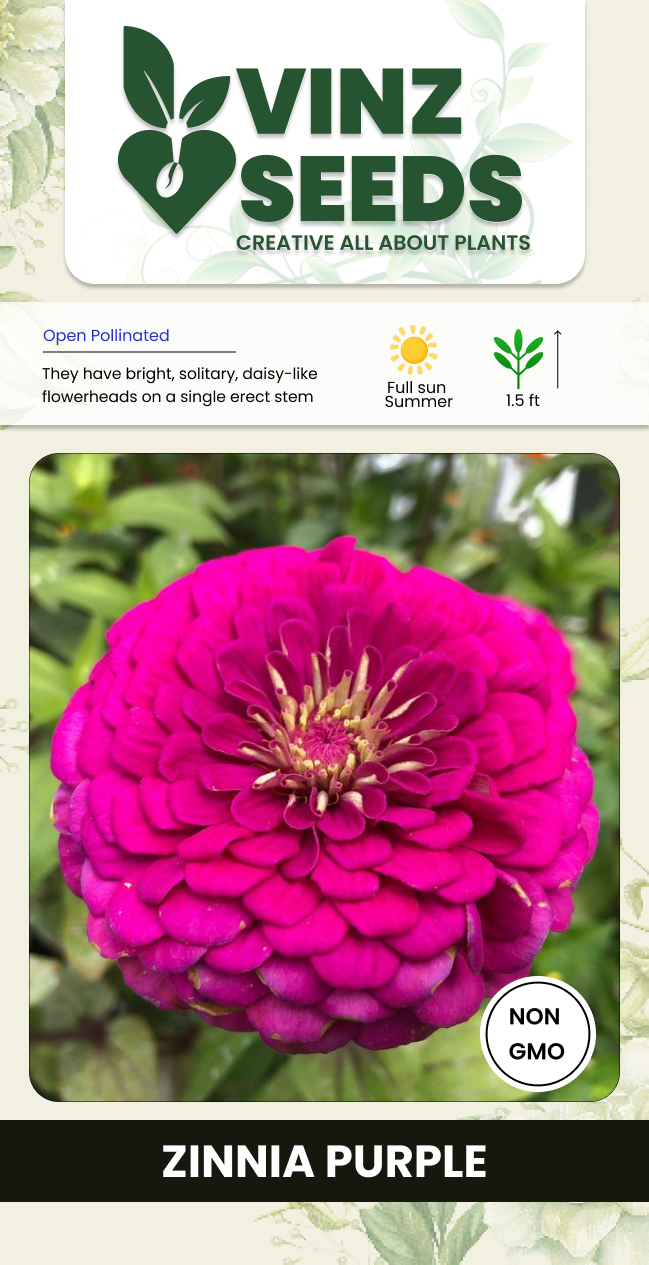 VINZ
SEEDS
CREATIVE ALL ABOUT PLANTS
Open Pollinated
They have bright, solitary, daisy-like
flowerheads on a single erect stem
Full sun
Summer
1.5 ft
NON
GMO
ZINNIA PURPLE